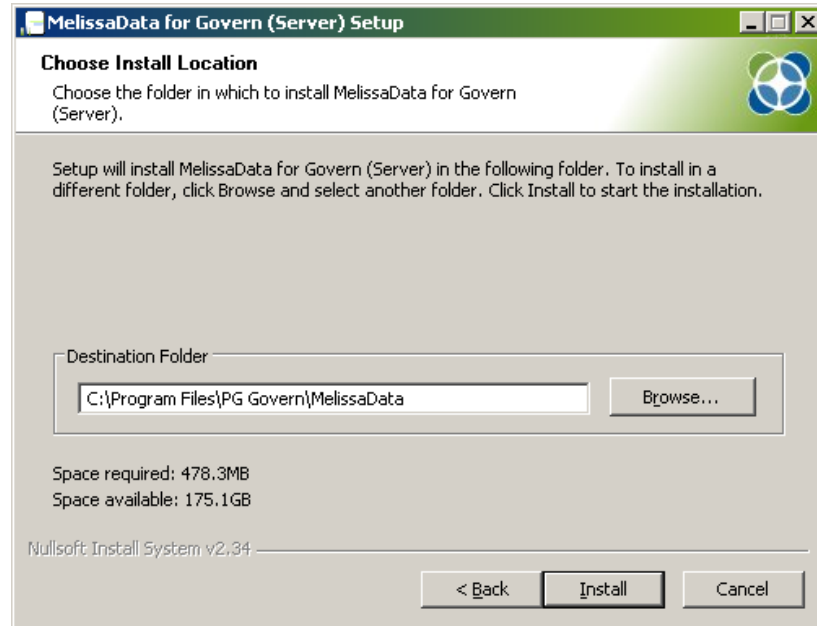 MelissaData for Govern (Server) Setup
Choose Install Location
Choose the folder in which to install MelissaData for Govern
(Server).
Setup will install MelissaData for Govern (Server) in the following folder. To install in a
different folder, click Browse and select another folder. Click Install to start the installation.
Destination Folder
C:\Program Files\PG Govern\MelissaData
Browse...
Space required: 478.3MB
Space available: 175.1GB
Nullsoft Install System v2.34
< Back Install Cancel